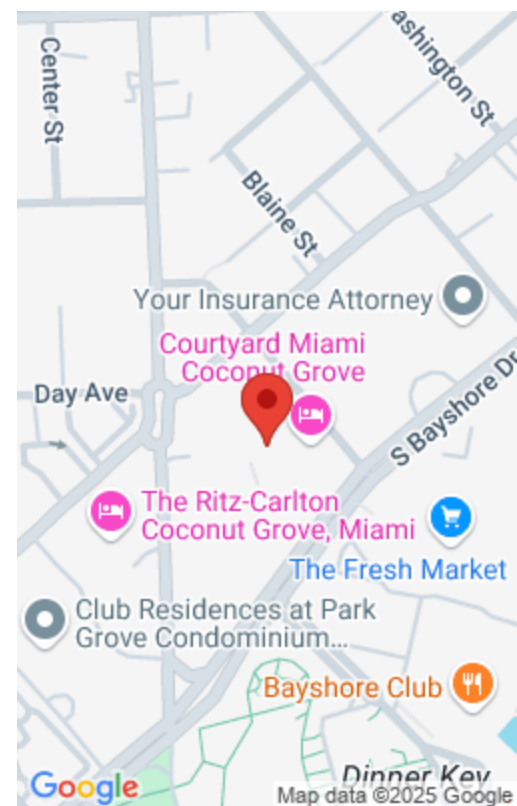 Center St
ashington St
Blaine St
Your Insurance Attorney
Courtyard Miami
Coconut Grove
Day Ave
S Bayshore Dr
The Ritz-Carlton
Coconut Grove, Miami
The Fresh Market
Club Residences at Park
Grove Condominium...
Bayshore Club
Dinner Key
Google
Map data ©2025 Google